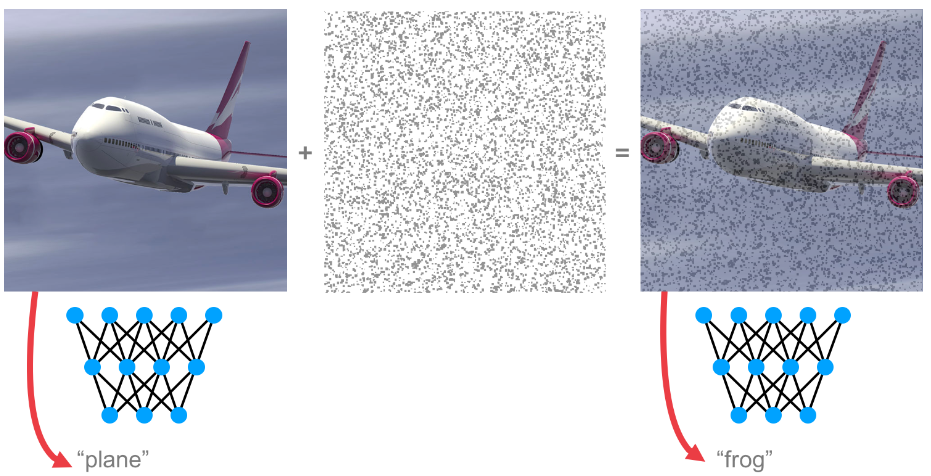 +
=
“plane”
“frog”